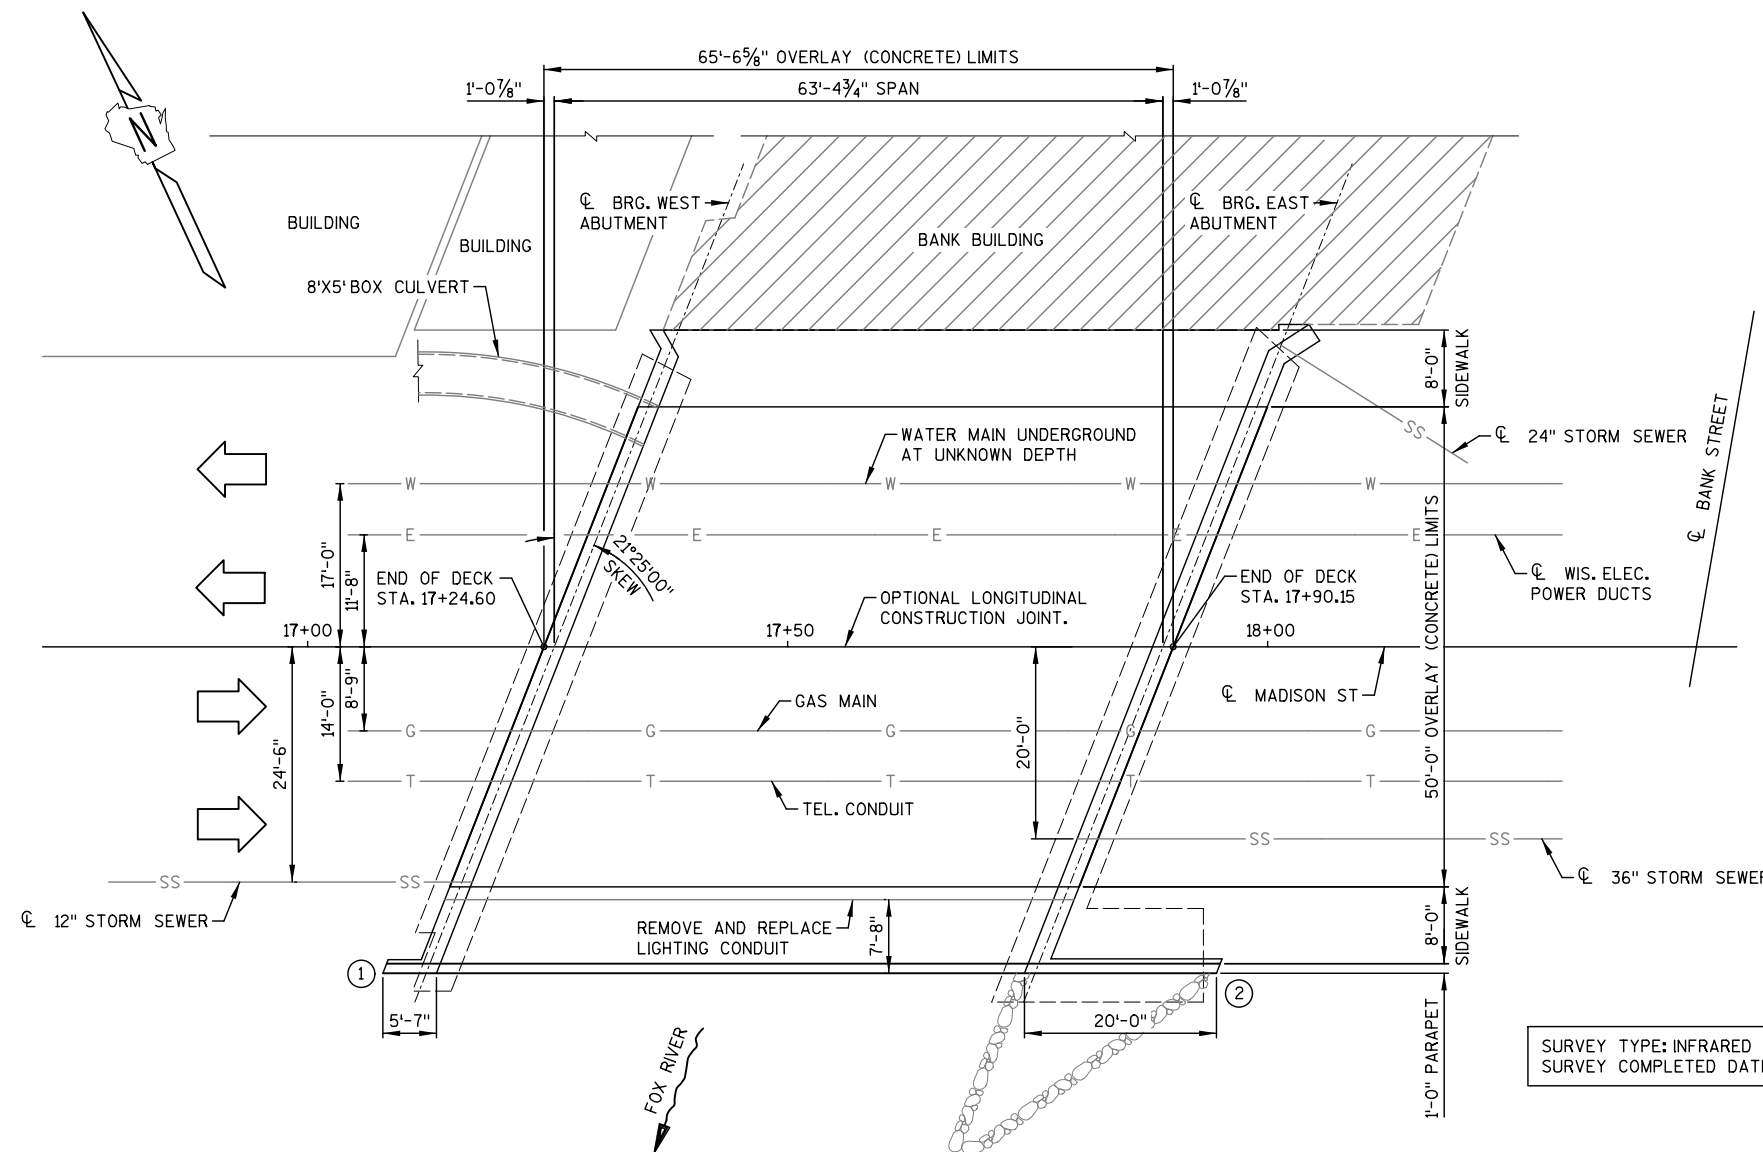 65'-6⅝" OVERLAY (CONCRETE) LIMITS
1'-0⅞"
63'-4¾" SPAN
1'-0⅞"
N
BUILDING
BUILDING
℄ BRG. WEST
ABUTMENT
BANK BUILDING
℄ BRG. EAST
ABUTMENT
8'X5' BOX CULVERT
8'-0"
SIDEWALK
WATER MAIN UNDERGROUND
AT UNKNOWN DEPTH
SS
℄ 24" STORM SEWER
℄ BANK STREET
W W W W W
E E E E E
17'-0"
11'-8"
21°25'00"
SKEW
END OF DECK
STA. 17+24.60
OPTIONAL LONGITUDINAL
CONSTRUCTION JOINT.
END OF DECK
STA. 17+90.15
℄ WIS. ELEC.
POWER DUCTS
50'-0" OVERLAY (CONCRETE) LIMITS
17+00
17+50
18+00
℄ MADISON ST
GAS MAIN
8'-9"
14'-0"
24'-6"
20'-0"
G G G G G
T T T T T
TEL. CONDUIT
SS SS
SS SS
℄ 12" STORM SEWER
℄ 36" STORM SEWER
REMOVE AND REPLACE
LIGHTING CONDUIT
7'-8"
8'-0"
SIDEWALK
1
2
5'-7"
20'-0"
1'-0" PARAPET
FOX RIVER
SURVEY TYPE: INFRARED
SURVEY COMPLETED